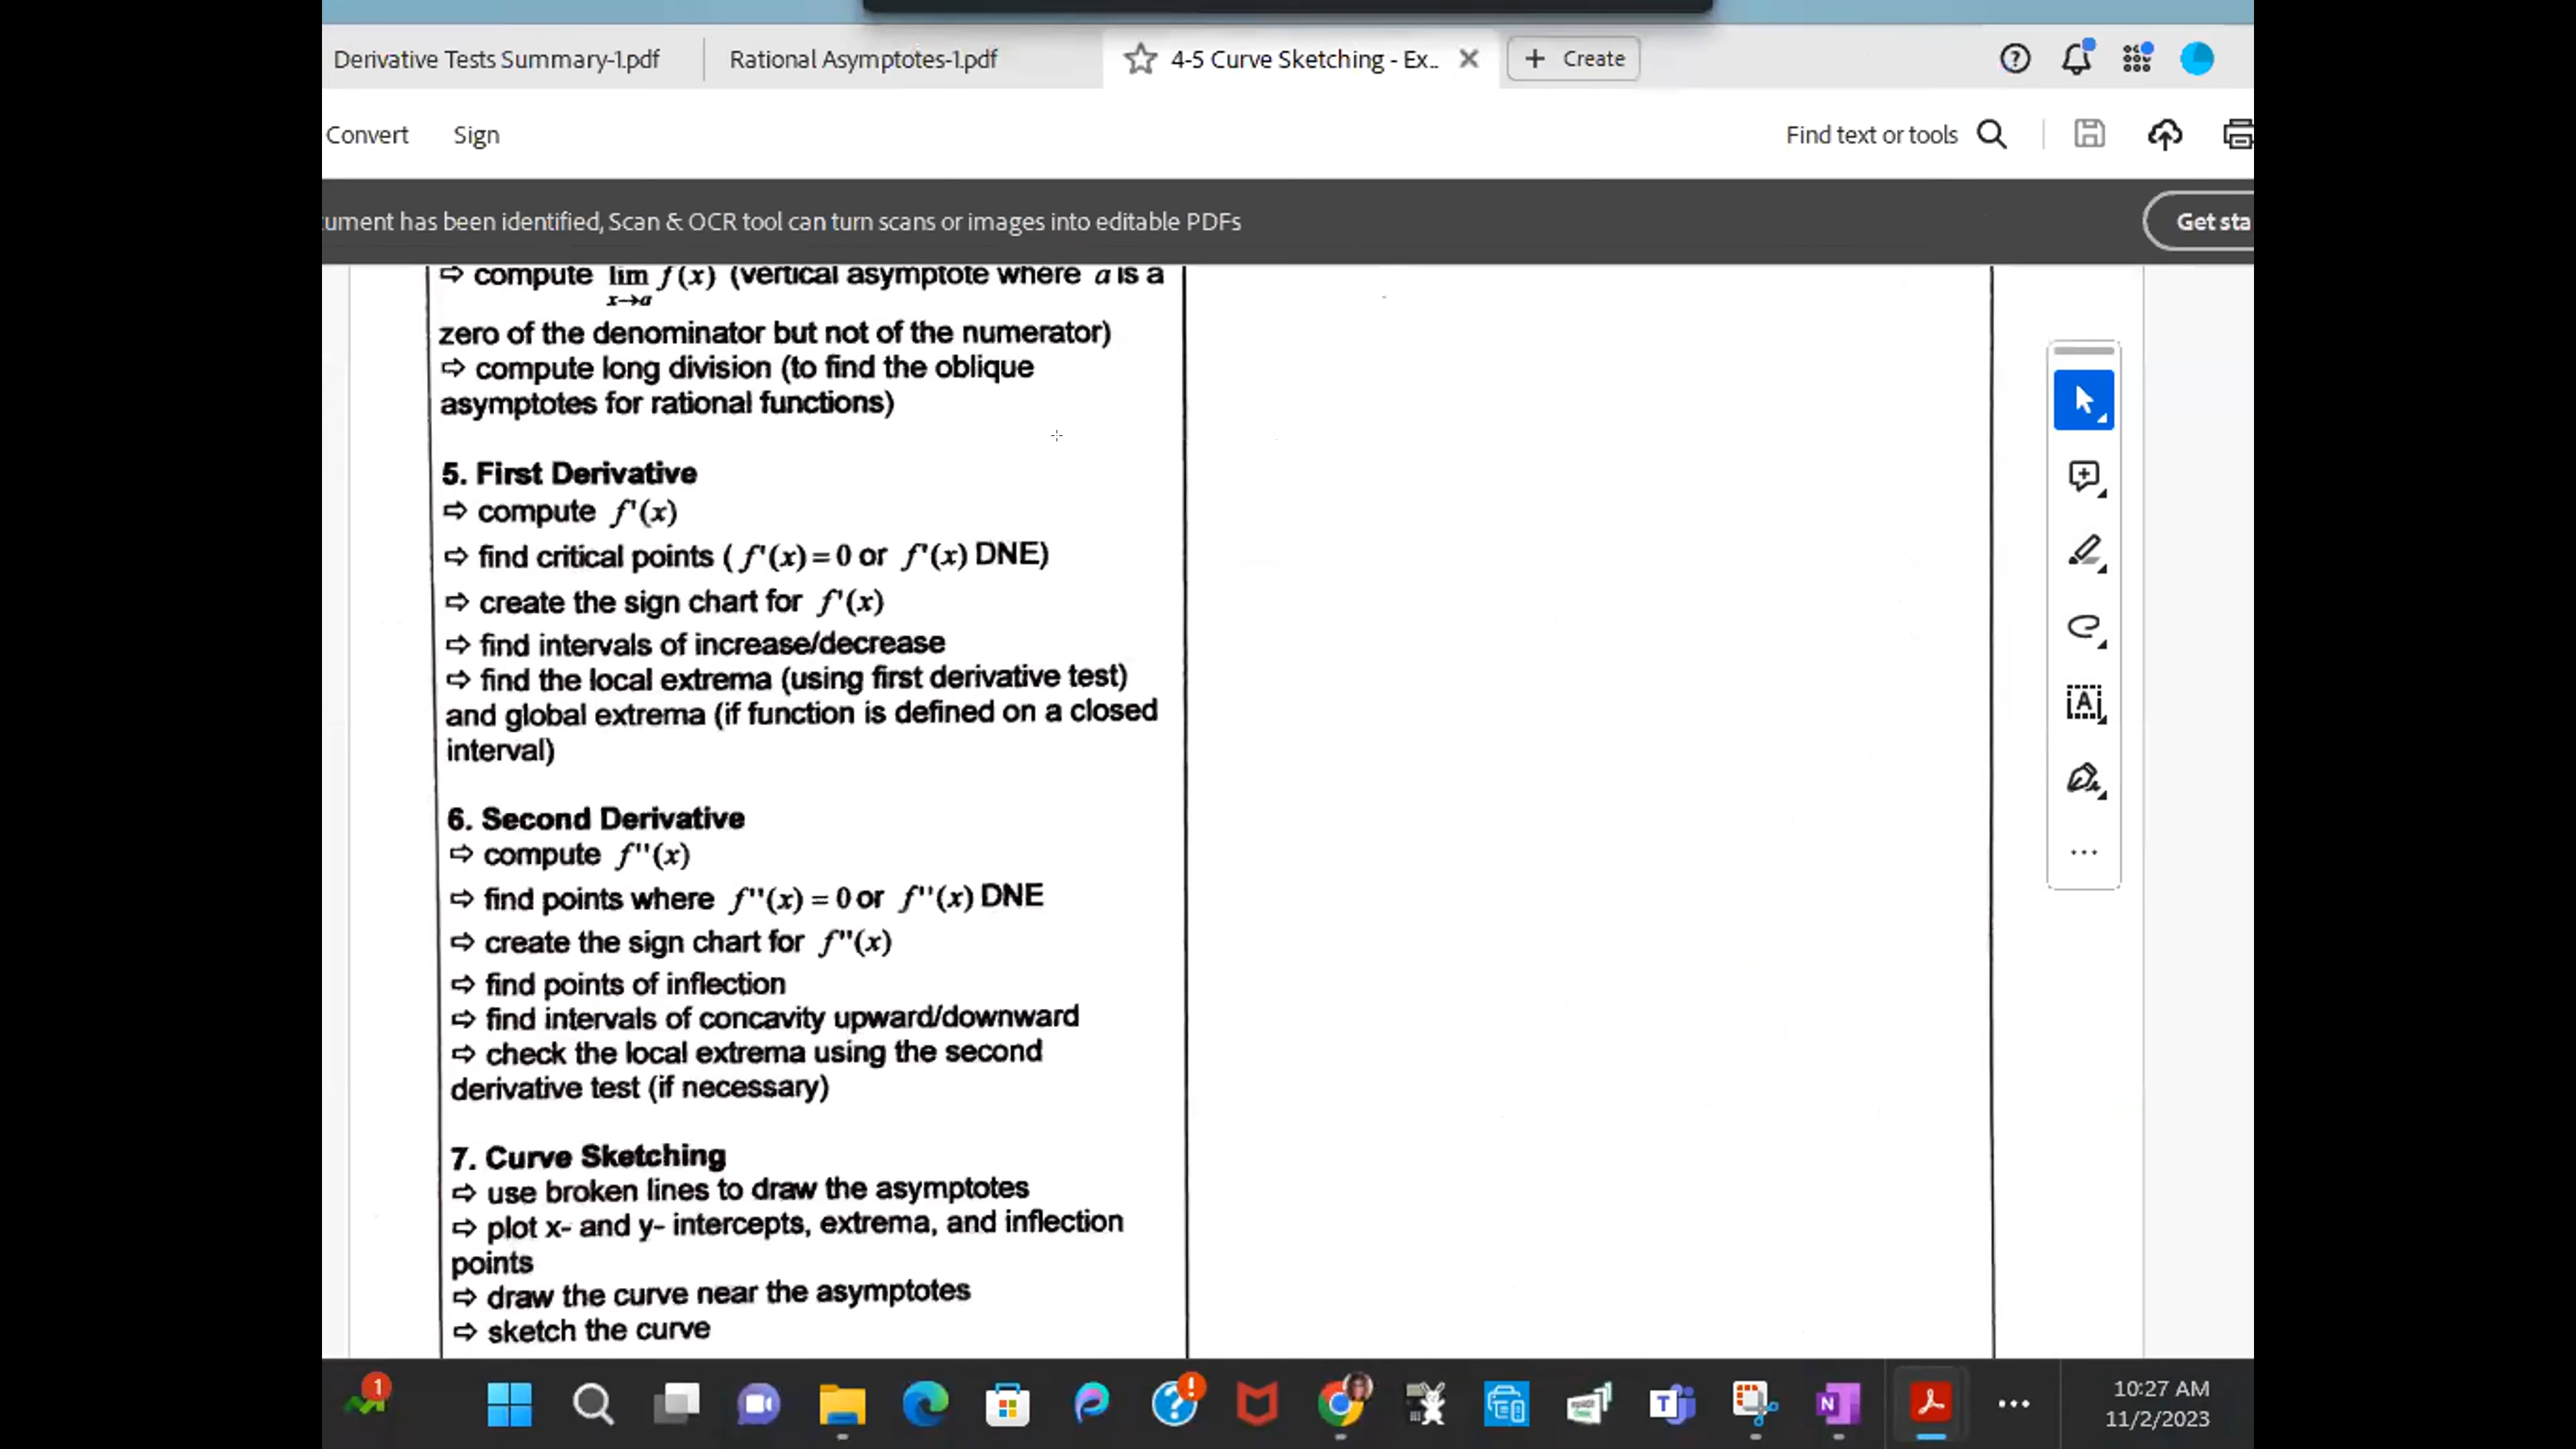 Derivative Tests Summary-1.pdf
Rational Asymptotes-1.pdf
4-5 Curve Sketching - Ex..
Create
Convert
Sign
Find text or tools
cument has been identified, Scan & OCR tool can turn scans or images into editable PDFs
Get sta
⇨ compute lim f(x) (vertical asymptote where a is a
x→a
zero of the denominator but not of the numerator)
⇨ compute long division (to find the oblique
asymptotes for rational functions)
5. First Derivative
⇨ compute f'(x)
⇨ find critical points ( f'(x) = 0 or f'(x) DNE)
⇨ create the sign chart for f'(x)
⇨ find intervals of increase/decrease
⇨ find the local extrema (using first derivative test)
and global extrema (if function is defined on a closed
interval)
6. Second Derivative
⇨ compute f''(x)
⇨ find points where f''(x) = 0 or f''(x) DNE
⇨ create the sign chart for f''(x)
⇨ find points of inflection
⇨ find intervals of concavity upward/downward
⇨ check the local extrema using the second
derivative test (if necessary)
7. Curve Sketching
⇨ use broken lines to draw the asymptotes
⇨ plot x- and y- intercepts, extrema, and inflection
points
⇨ draw the curve near the asymptotes
⇨ sketch the curve
1
10:27 AM
11/2/2023